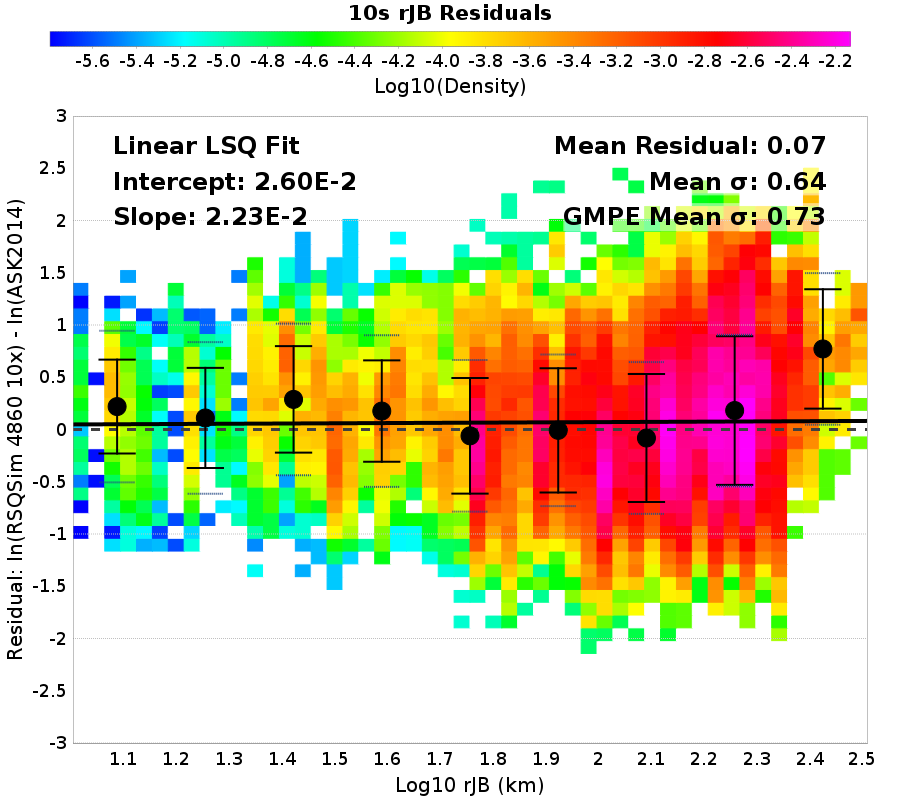 10s rJB Residuals
-5.6 -5.4 -5.2 -5.0 -4.8 -4.6 -4.4 -4.2 -4.0 -3.8 -3.6 -3.4 -3.2 -3.0 -2.8 -2.6 -2.4 -2.2
Log10(Density)
Linear LSQ Fit
Intercept: 2.60E-2
Slope: 2.23E-2
Mean Residual: 0.07
Mean σ: 0.64
GMPE Mean σ: 0.73
Residual: ln(RSQSim 4860 10x) - ln(ASK2014)
3
2.5
2
1.5
1
0.5
0
-0.5
-1
-1.5
-2
-2.5
-3
1.1 1.2 1.3 1.4 1.5 1.6 1.7 1.8 1.9 2 2.1 2.2 2.3 2.4 2.5
Log10 rJB (km)